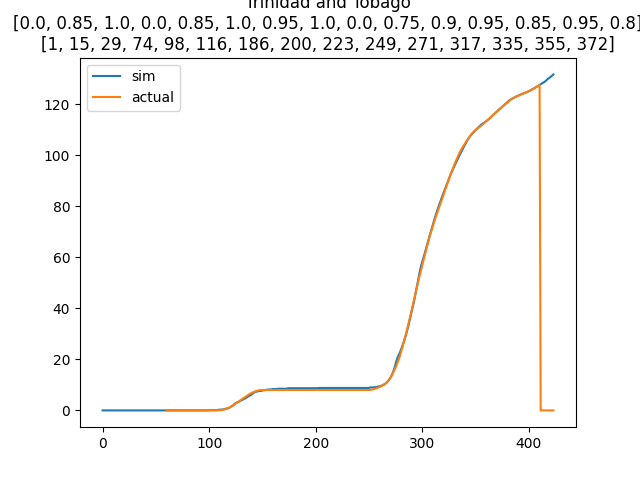 Trinidad and Tobago
[0.0, 0.85, 1.0, 0.0, 0.85, 1.0, 0.95, 1.0, 0.0, 0.75, 0.9, 0.95, 0.85, 0.95, 0.8]
[1, 15, 29, 74, 98, 116, 186, 200, 223, 249, 271, 317, 335, 355, 372]
sim
actual
120
100
80
60
40
20
0
0 100 200 300 400